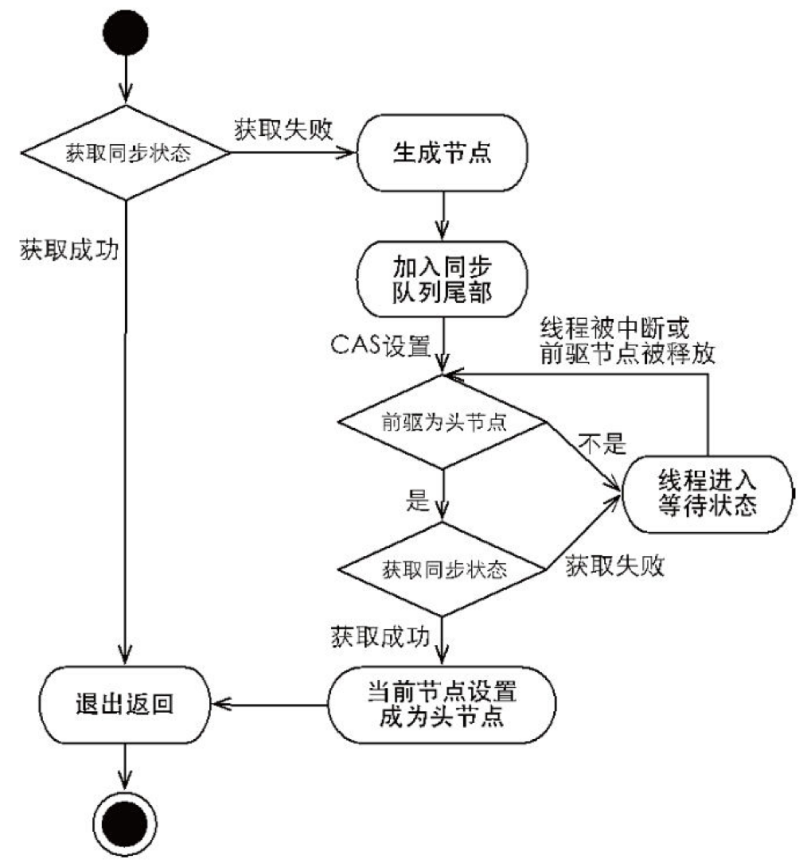 获取同步状态
获取失败
生成节点
获取成功
加入同步
队列尾部
CAS设置
线程被中断或
前驱节点被释放
前驱为头节点
不是
线程进入
等待状态
是
获取同步状态
获取失败
获取成功
退出返回
当前节点设置
成为头节点